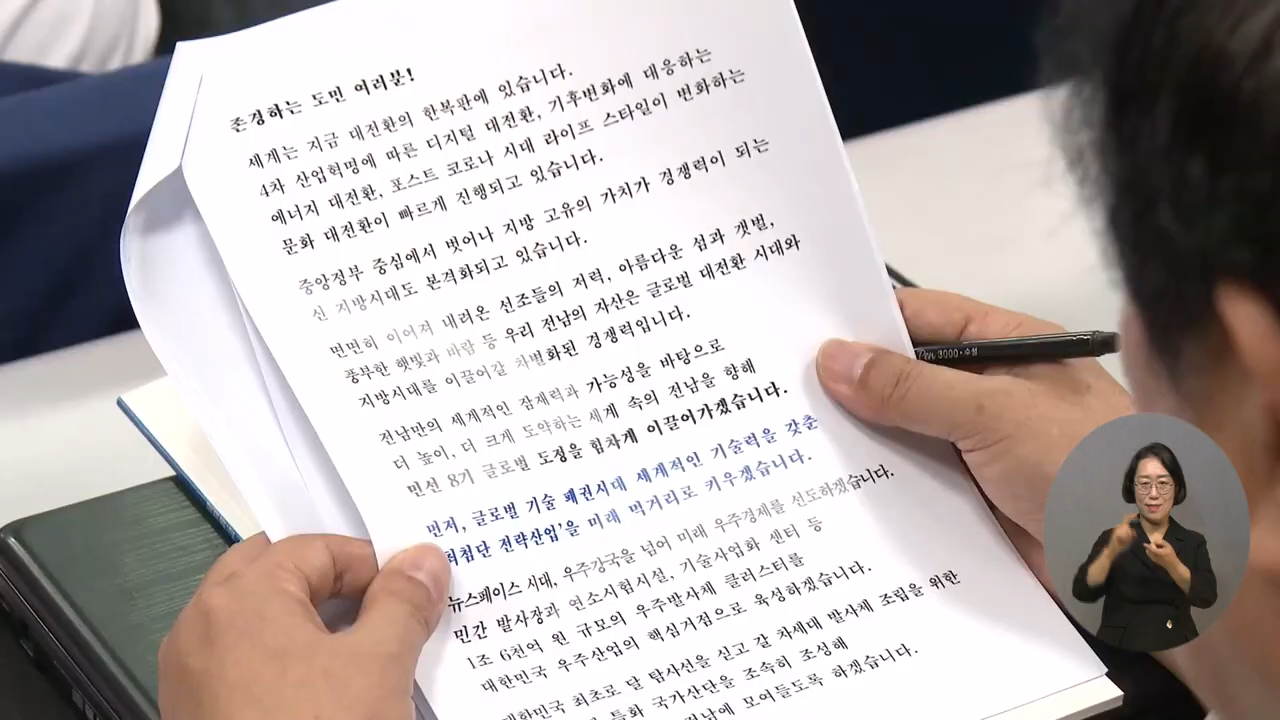 존경하는 도민 여러분!
세계는 지금 대전환의 한복판에 있습니다.
4차 산업혁명에 따른 디지털 대전환, 기후변화에 대응하는
에너지 대전환, 포스트 코로나 시대 라이프 스타일이 변화하는
문화 대전환이 빠르게 진행되고 있습니다.
중앙정부 중심에서 벗어나 지방 고유의 가치가 경쟁력이 되는
신 지방시대도 본격화되고 있습니다.
면면히 이어져 내려온 선조들의 저력, 아름다운 섬과 갯벌,
풍부한 햇빛과 바람 등 우리 전남의 자산은 글로벌 대전환 시대와
지방시대를 이끌어갈 차별화된 경쟁력입니다.
전남만의 세계적인 잠재력과 가능성을 바탕으로
더 높이, 더 크게 도약하는 세계 속의 전남을 향해
민선 8기 글로벌 도정을 힘차게 이끌어가겠습니다.
먼저, 글로벌 기술 패권시대 세계적인 기술력을 갖춘
첨단 전략산업'을 미래 먹거리로 키우겠습니다.
뉴스페이스 시대, 우주강국을 넘어 미래 우주경제를 선도하겠습니다.
민간 발사장과 연소시험시설, 기술사업화 센터 등
1조 6천억 원 규모의 우주발사체 클러스터를
대한민국 우주산업의 핵심거점으로 육성하겠습니다.
대한민국 최초로 달 탐사선을 싣고 갈 차세대 발사체 조립을 위한
특화 국가산단을 조속히 조성해
모여들도록 하겠습니다.
Pen 3000·수성